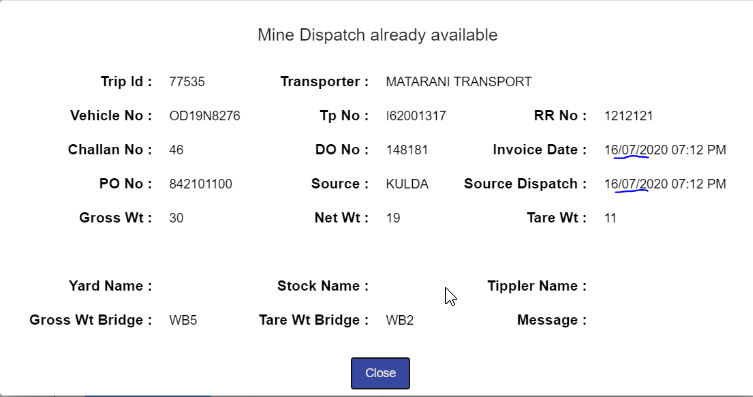 Mine Dispatch already available
Trip Id : 77535 Transporter : MATARANI TRANSPORT
Vehicle No : OD19N8276 Tp No : I62001317 RR No : 1212121
Challan No : 46 DO No : 148181 Invoice Date : 16/07/2020 07:12 PM
PO No : 842101100 Source : KULDA Source Dispatch : 16/07/2020 07:12 PM
Gross Wt : 30 Net Wt : 19 Tare Wt : 11
Yard Name : Stock Name : Tippler Name :
Gross Wt Bridge : WB5 Tare Wt Bridge : WB2 Message :
Close